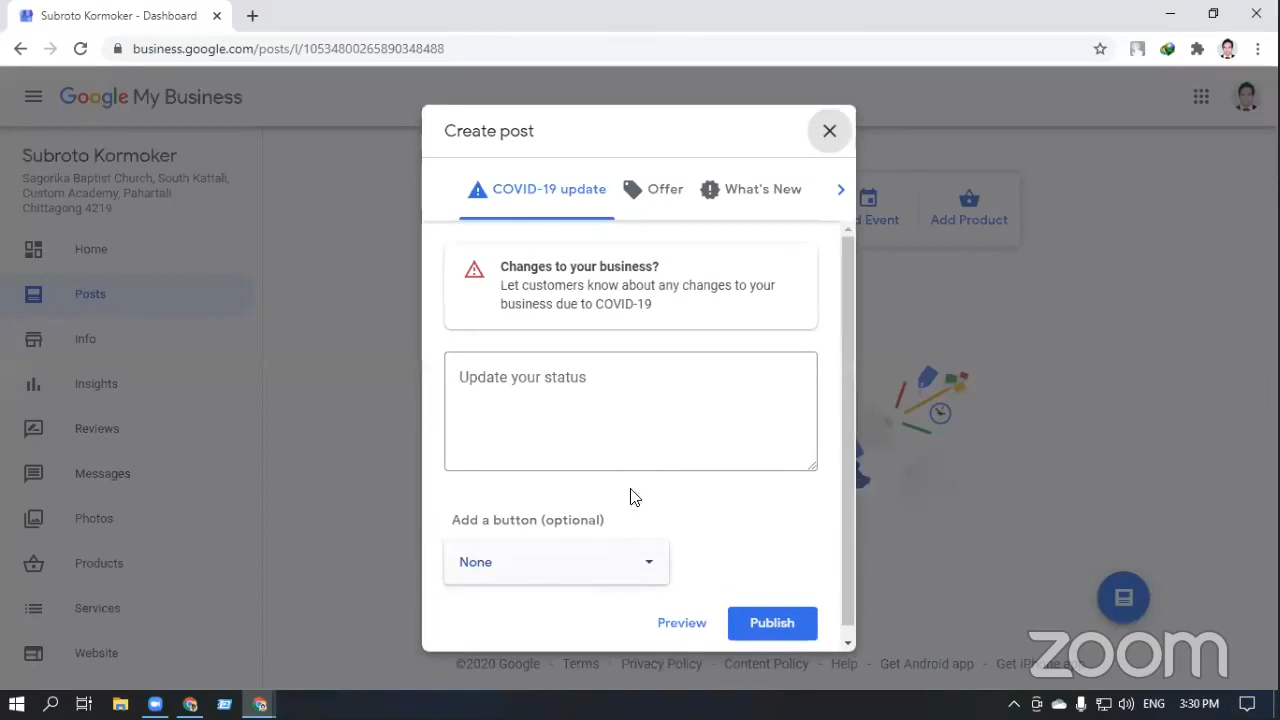 Subroto Kormoker - Dashboard
business.google.com/posts/l/10534800265890348488
Google My Business
Subroto Kormoker
Sagorika Baptist Church, South Kattali,
Custom Academy, Pahartali
Chittagong 4219
Home
Posts
Info
Insights
Reviews
Messages
Photos
Products
Services
Website
Create post
COVID-19 update
Offer
What's New
Changes to your business?
Let customers know about any changes to your
business due to COVID-19
Update your status
Add a button (optional)
None
Preview
Publish
d Event
Add Product
©2020 Google - Terms - Privacy Policy - Content Policy - Help - Get Android app - Get iPhone app
zoom
ENG
3:30 PM